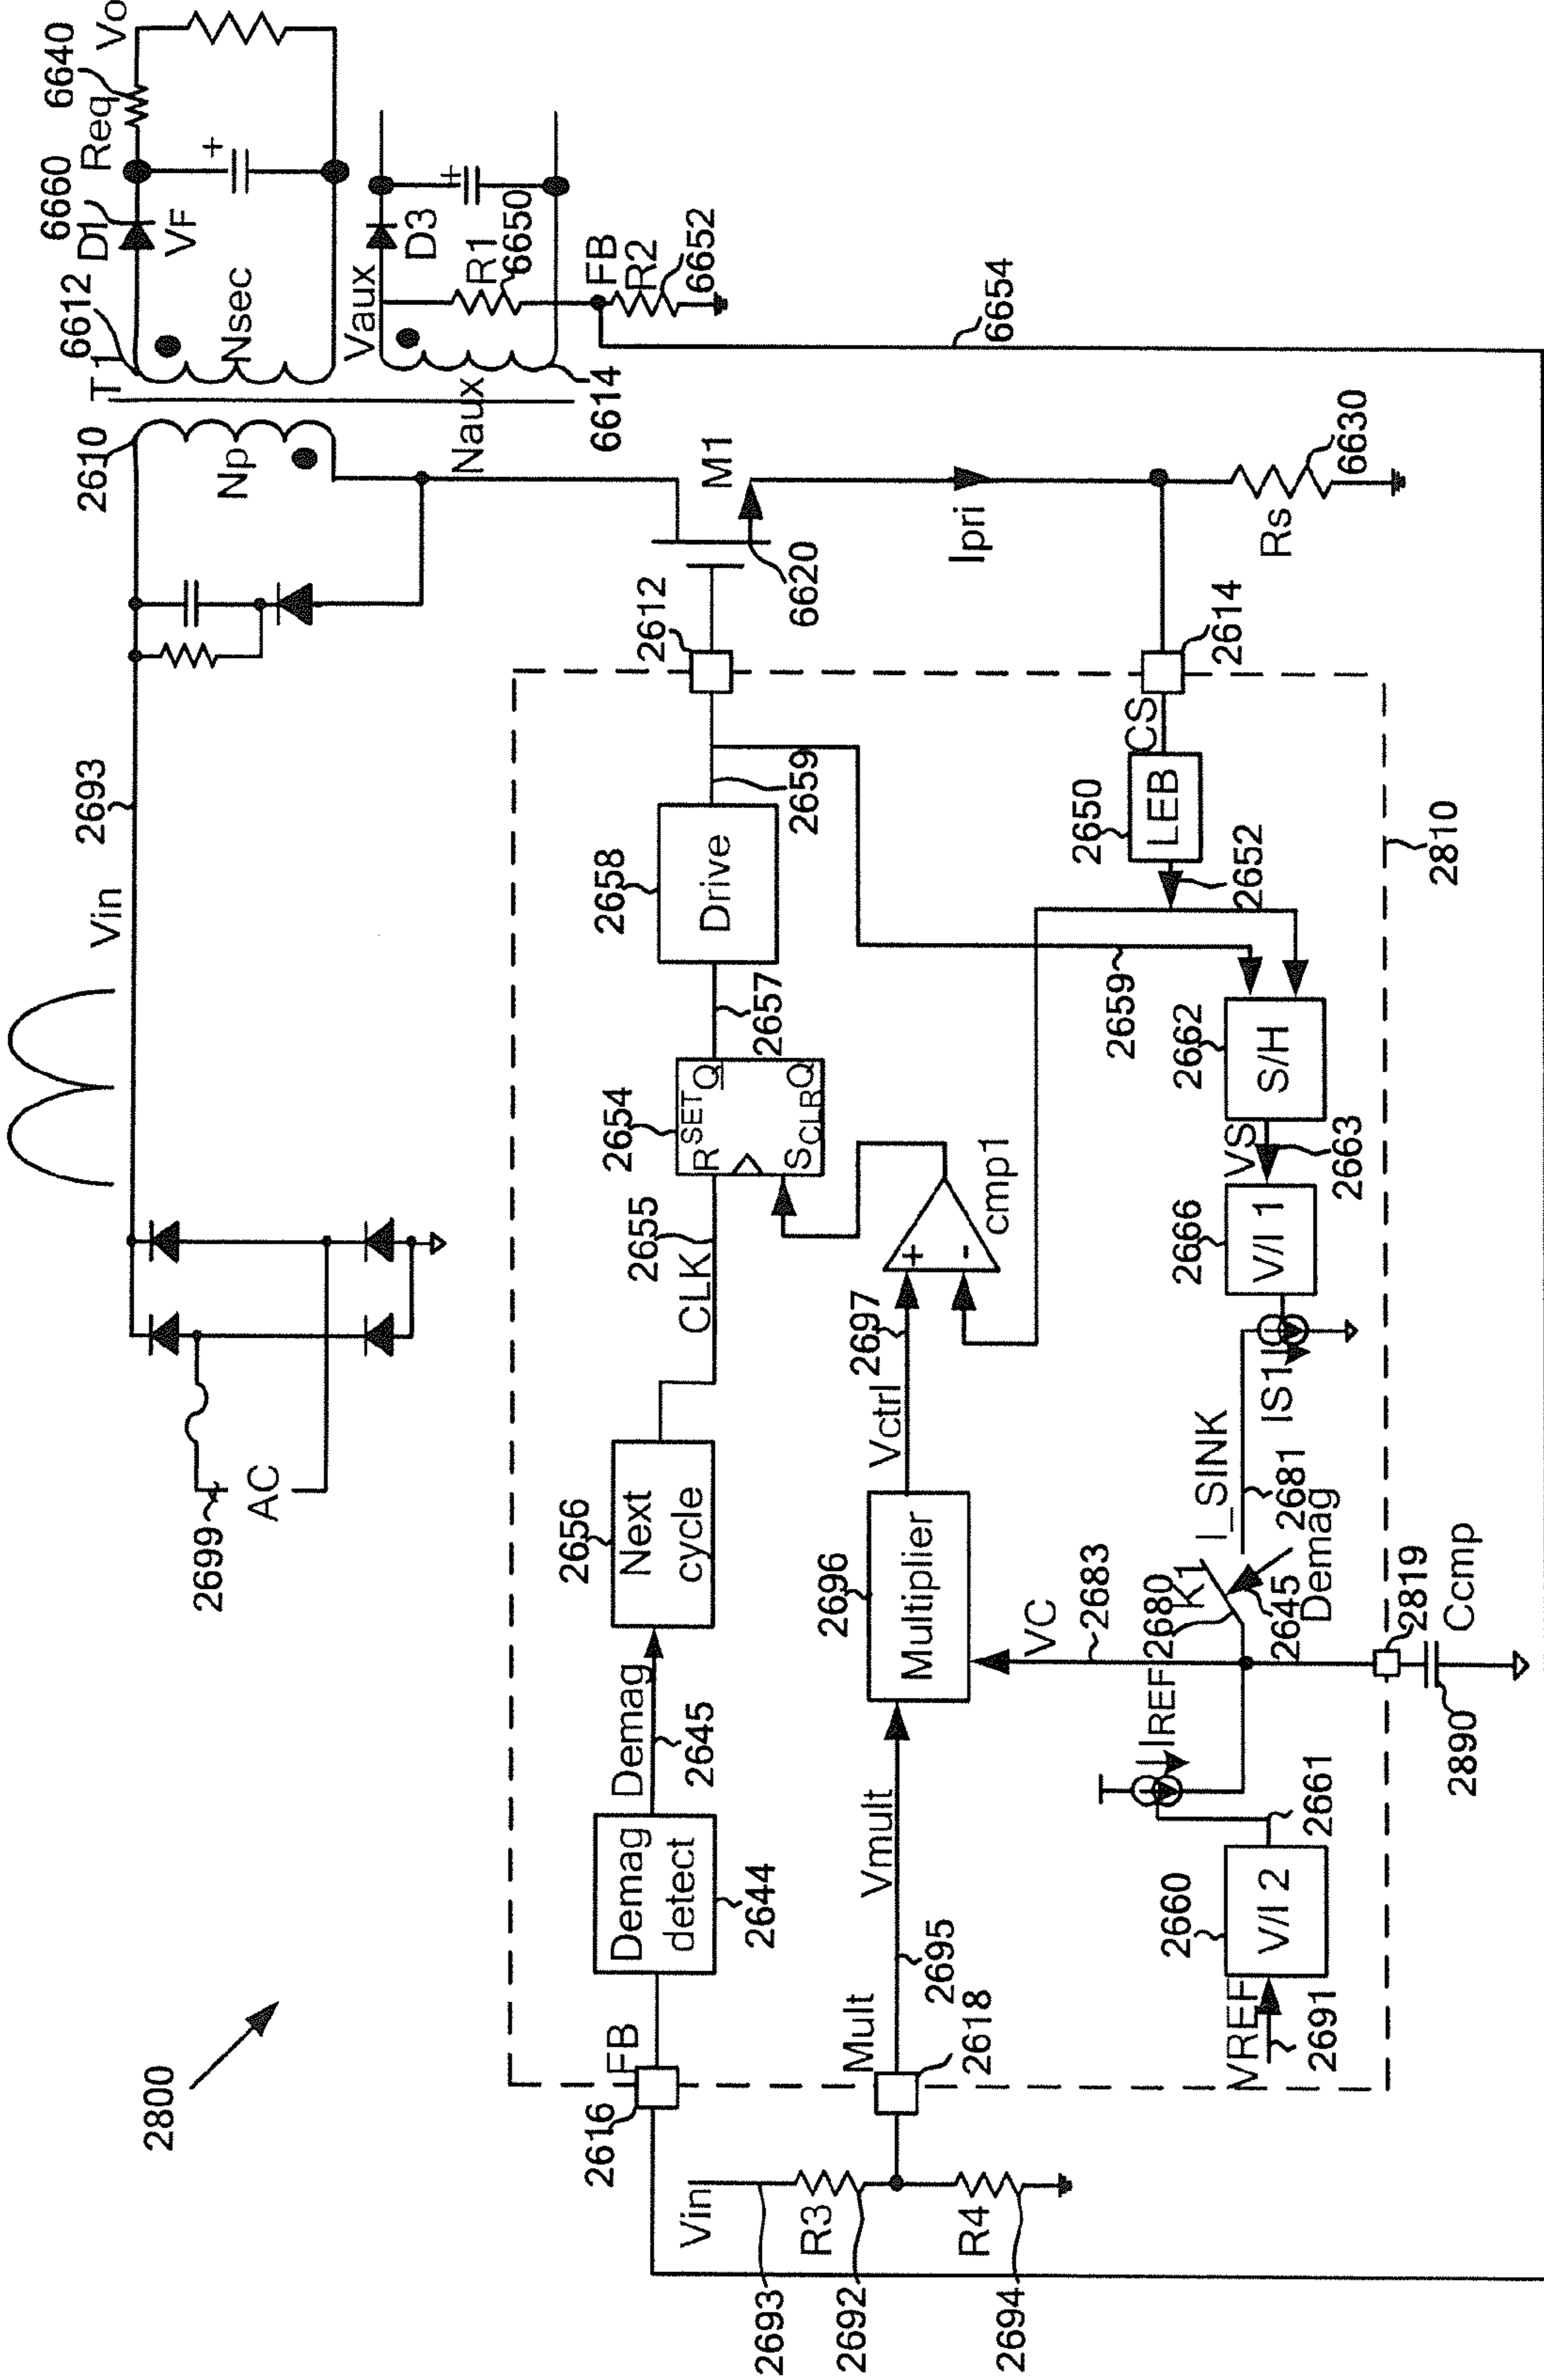 2800
2699
AC
Vin
2693
2610
Np
T1
6612
Nsec
6660
D1
VF
6640
Req
Vo
Vaux
D3
R1
6650
FB
R2
6652
Naux
6614
6654
M1
6620
Ipri
Rs
6630
2616
FB
Demag
detect
2644
Demag
2645
2656
Next
cycle
CLK
2655
2654
R SET Q
S CLR Q
2657
2658
Drive
2659
2612
Vin
2693
R3
2692
R4
2694
Mult
2618
2695
Vmult
2696
Multiplier
Vctrl
2697
+
-
cmp1
2659
2650
LEB
CS
2614
2652
2810
VREF
2691
2660
V/I 2
2661
IREF
VC
2683
2680
K1
2645
Demag
I_SINK
2681
IS1
2666
V/I 1
VS
2663
2662
S/H
2819
2890
Ccmp